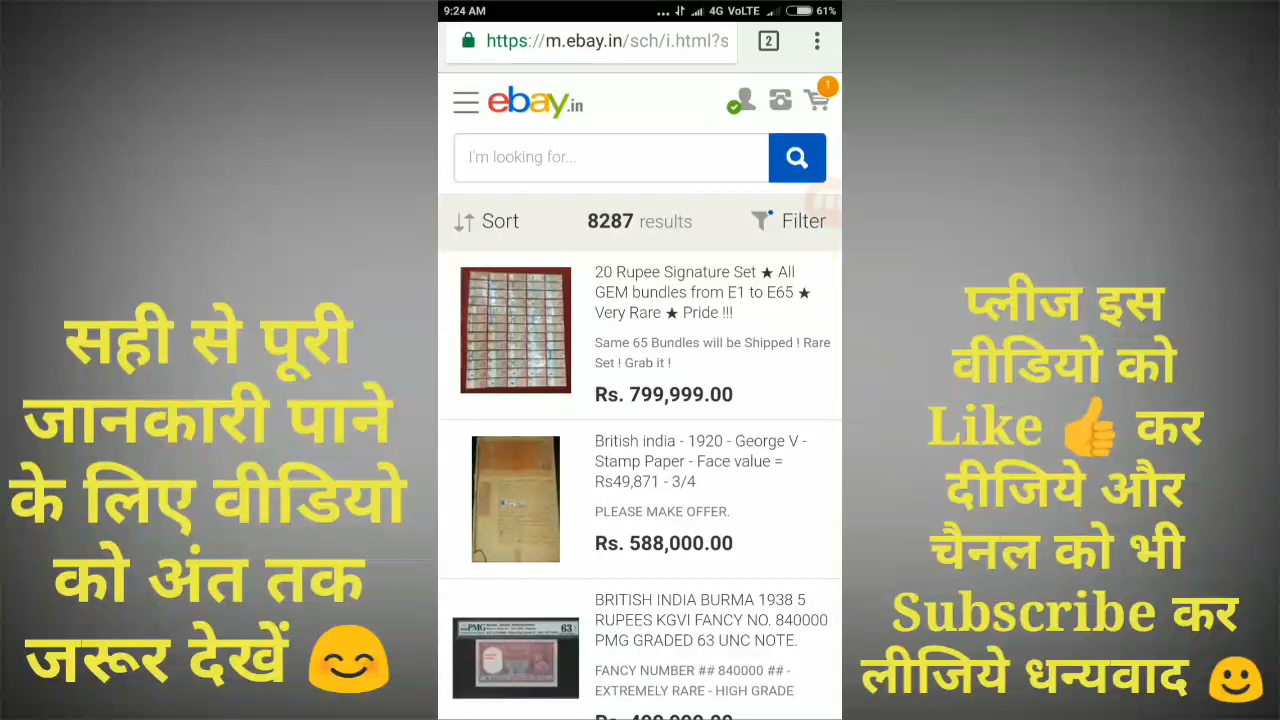 सही से पूरी
जानकारी पाने
के लिए वीडियो
को अंत तक
जरूर देखें 😊
9:24 AM
4G VoLTE
61%
https://m.ebay.in/sch/i.html?s
2
ebay.in
1
I'm looking for...
Sort
8287 results
Filter
20 Rupee Signature Set ★ All
GEM bundles from E1 to E65 ★
Very Rare ★ Pride !!!
Same 65 Bundles will be Shipped ! Rare
Set ! Grab it !
Rs. 799,999.00
British india - 1920 - George V -
Stamp Paper - Face value =
Rs49,871 - 3/4
PLEASE MAKE OFFER.
Rs. 588,000.00
BRITISH INDIA BURMA 1938 5
RUPEES KGVI FANCY NO. 840000
PMG GRADED 63 UNC NOTE.
PMG
63
FANCY NUMBER ## 840000 ## -
EXTREMELY RARE - HIGH GRADE
प्लीज इस
वीडियो को
Like 👍 कर
दीजिये और
चैनल को भी
Subscribe कर
लीजिये धन्यवाद 🙂